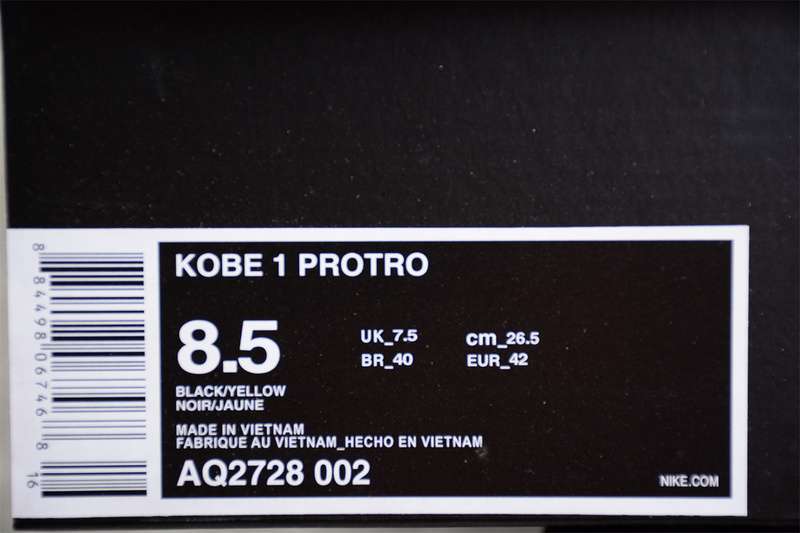 KOBE 1 PROTRO
8.5
UK_7.5 cm_26.5
BR_40 EUR_42
BLACK/YELLOW
NOIR/JAUNE
MADE IN VIETNAM
FABRIQUE AU VIETNAM_HECHO EN VIETNAM
AQ2728 002
NIKE.COM
8 84498 06746 8
16